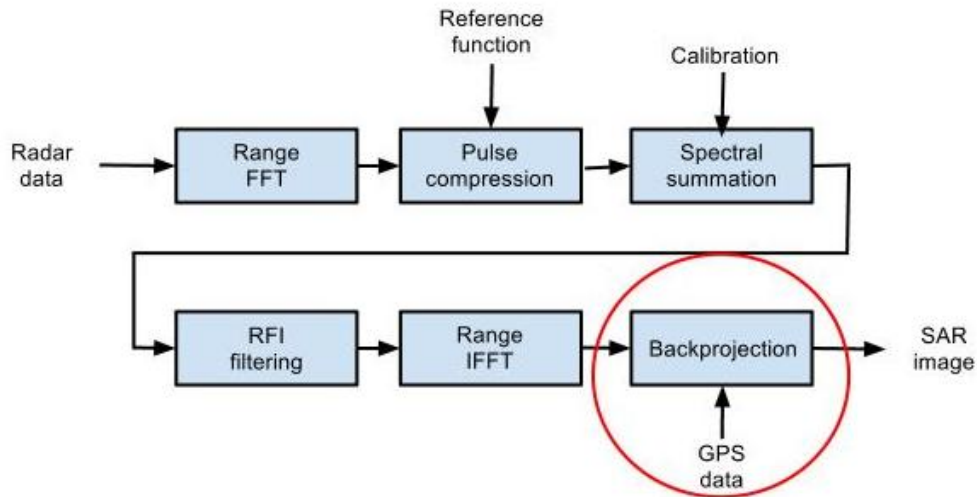 Reference
function
Calibration
Radar
data
Range
FFT
Pulse
compression
Spectral
summation
RFI
filtering
Range
IFFT
Backprojection
SAR
image
GPS
data